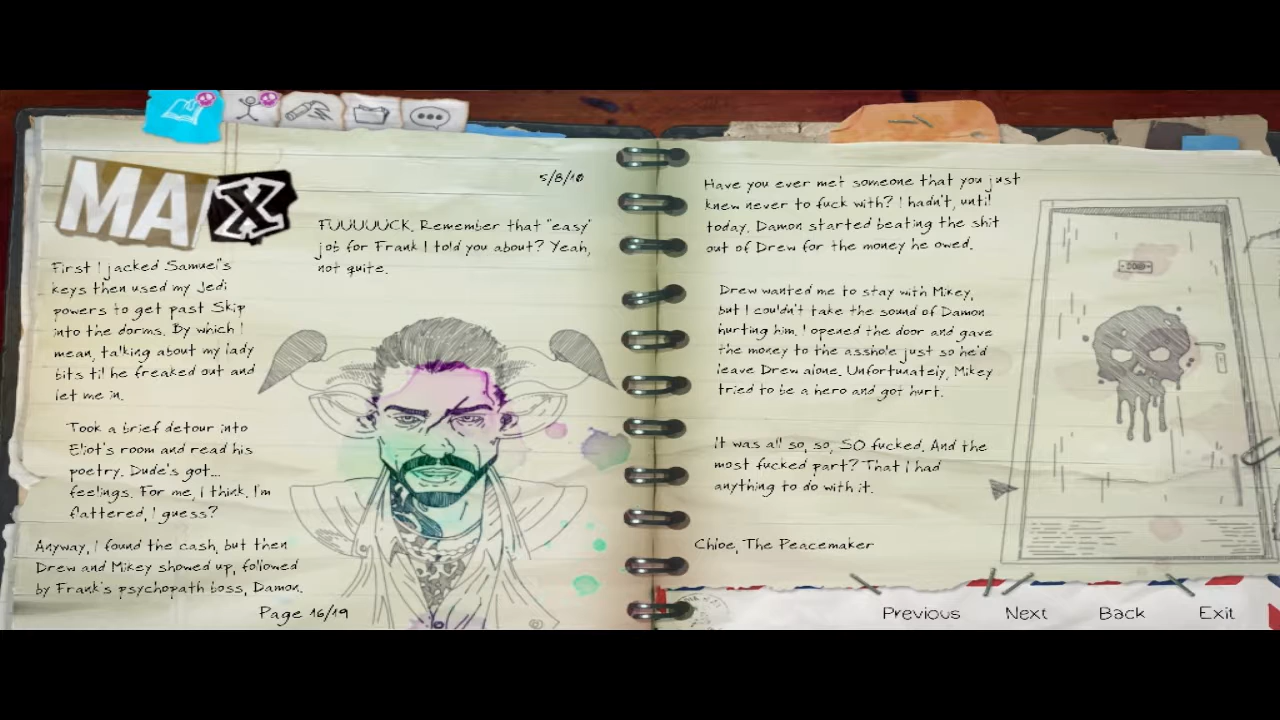 MAX
5/8/10
FUUUUUCK. Remember that "easy"
job for Frank I told you about? Yeah,
not quite.
First I jacked Samuel's
keys then used my Jedi
powers to get past Skip
into the dorms. By which I
mean, talking about my lady
bits til he freaked out and
let me in.
Took a brief detour into
Eliot's room and read his
poetry. Dude's got...
feelings. For me, I think. I'm
flattered, I guess?
Anyway, I found the cash, but then
Drew and Mikey showed up, followed
by Frank's psychopath boss, Damon.
Page 16/19
Have you ever met someone that you just
knew never to fuck with? I hadn't, until
today. Damon started beating the shit
out of Drew for the money he owed.
Drew wanted me to stay with Mikey,
but I couldn't take the sound of Damon
hurting him. I opened the door and gave
the money to the asshole just so he'd
leave Drew alone. Unfortunately, Mikey
tried to be a hero and got hurt.
It was all so, so, SO fucked. And the
most fucked part? That I had
anything to do with it.
Chloe, The Peacemaker
Previous Next Back Exit